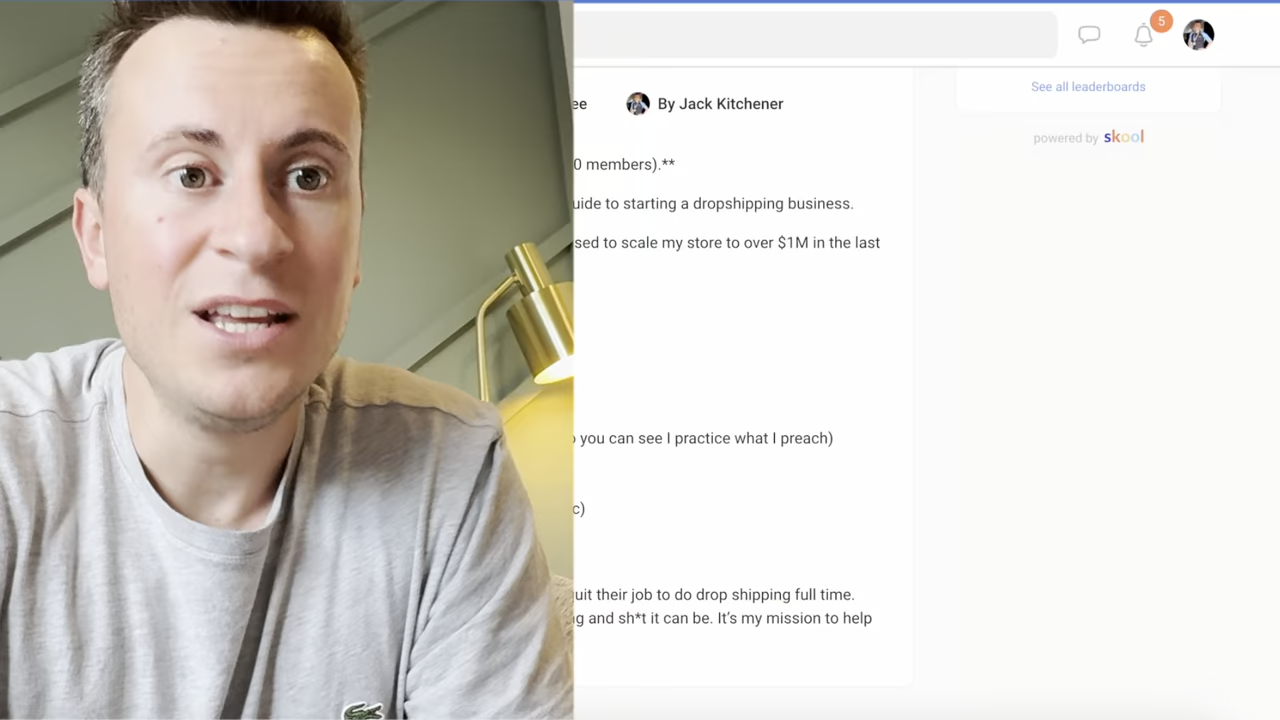 5
See all leaderboards
ee By Jack Kitchener
powered by skool
0 members).**
uide to starting a dropshipping business.
sed to scale my store to over $1M in the last
you can see I practice what I preach)
c)
uit their job to do drop shipping full time.
g and sh*t it can be. It's my mission to help